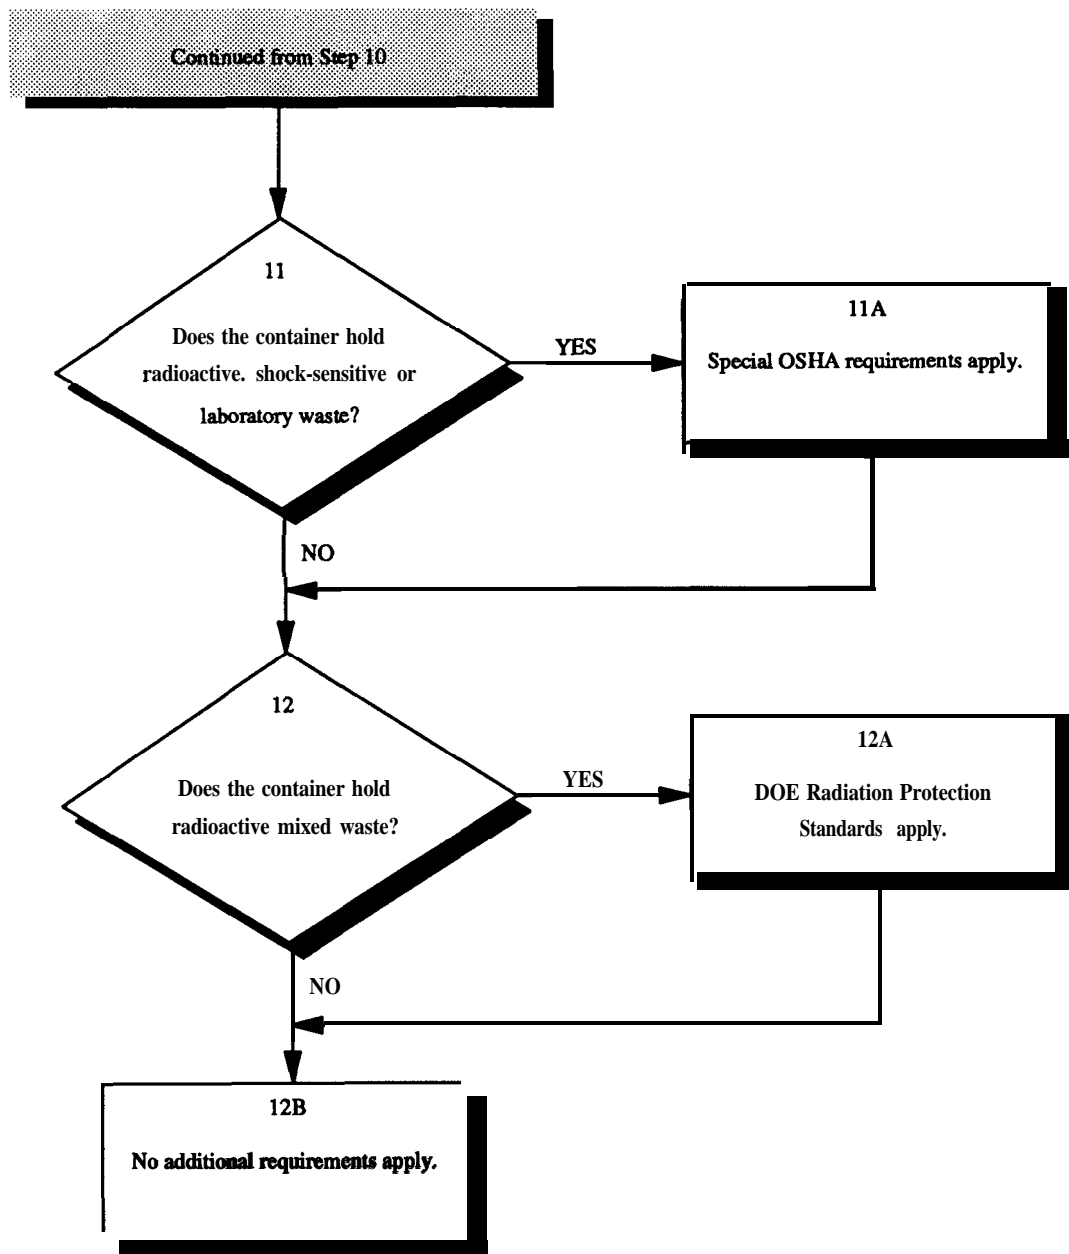 Continued from Step 10
11
Does the container hold
radioactive. shock-sensitive or
laboratory waste?
YES
11A
Special OSHA requirements apply.
NO
12
Does the container hold
radioactive mixed waste?
YES
12A
DOE Radiation Protection
Standards apply.
NO
12B
No additional requirements apply.